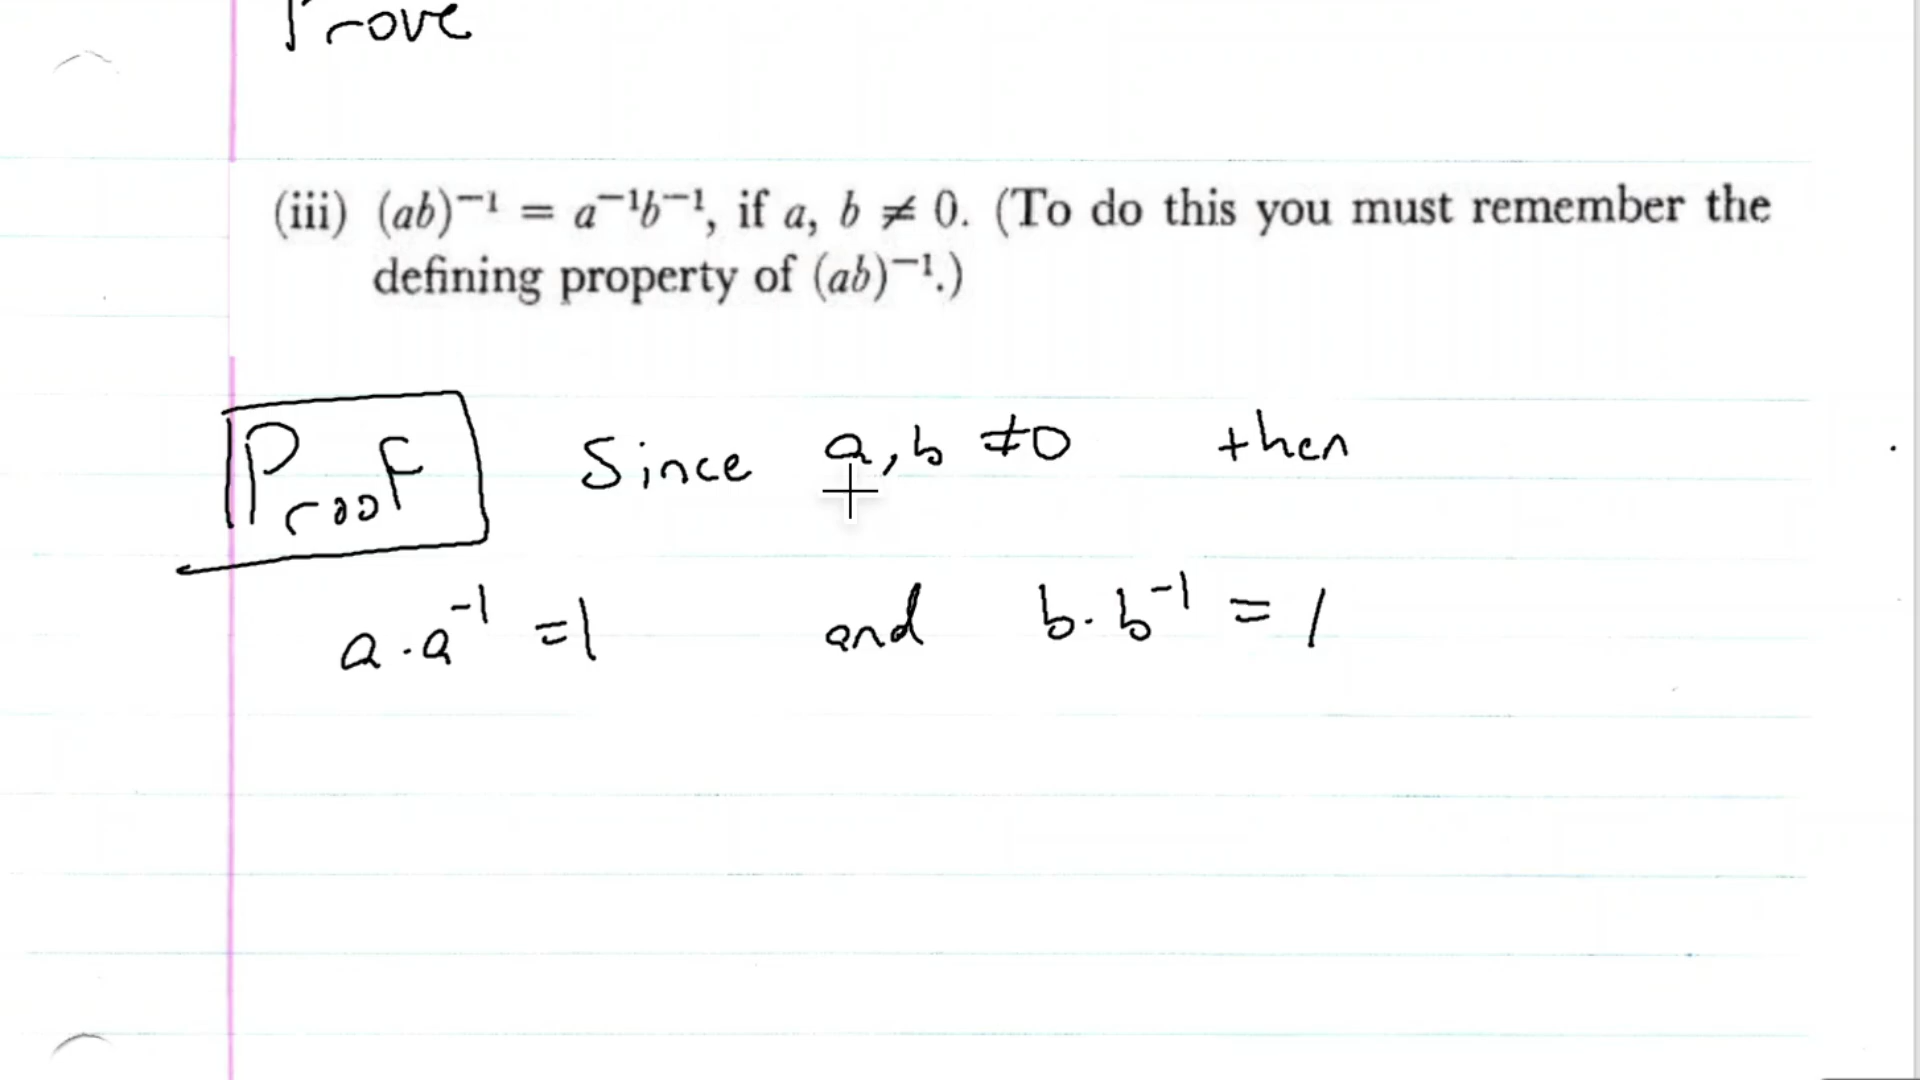 Prove
(iii) (ab)⁻¹ = a⁻¹b⁻¹, if a, b ≠ 0. (To do this you must remember the
defining property of (ab)⁻¹.)
Proof Since a, b ≠0 then
a · a⁻¹ =1 and b · b⁻¹ = 1